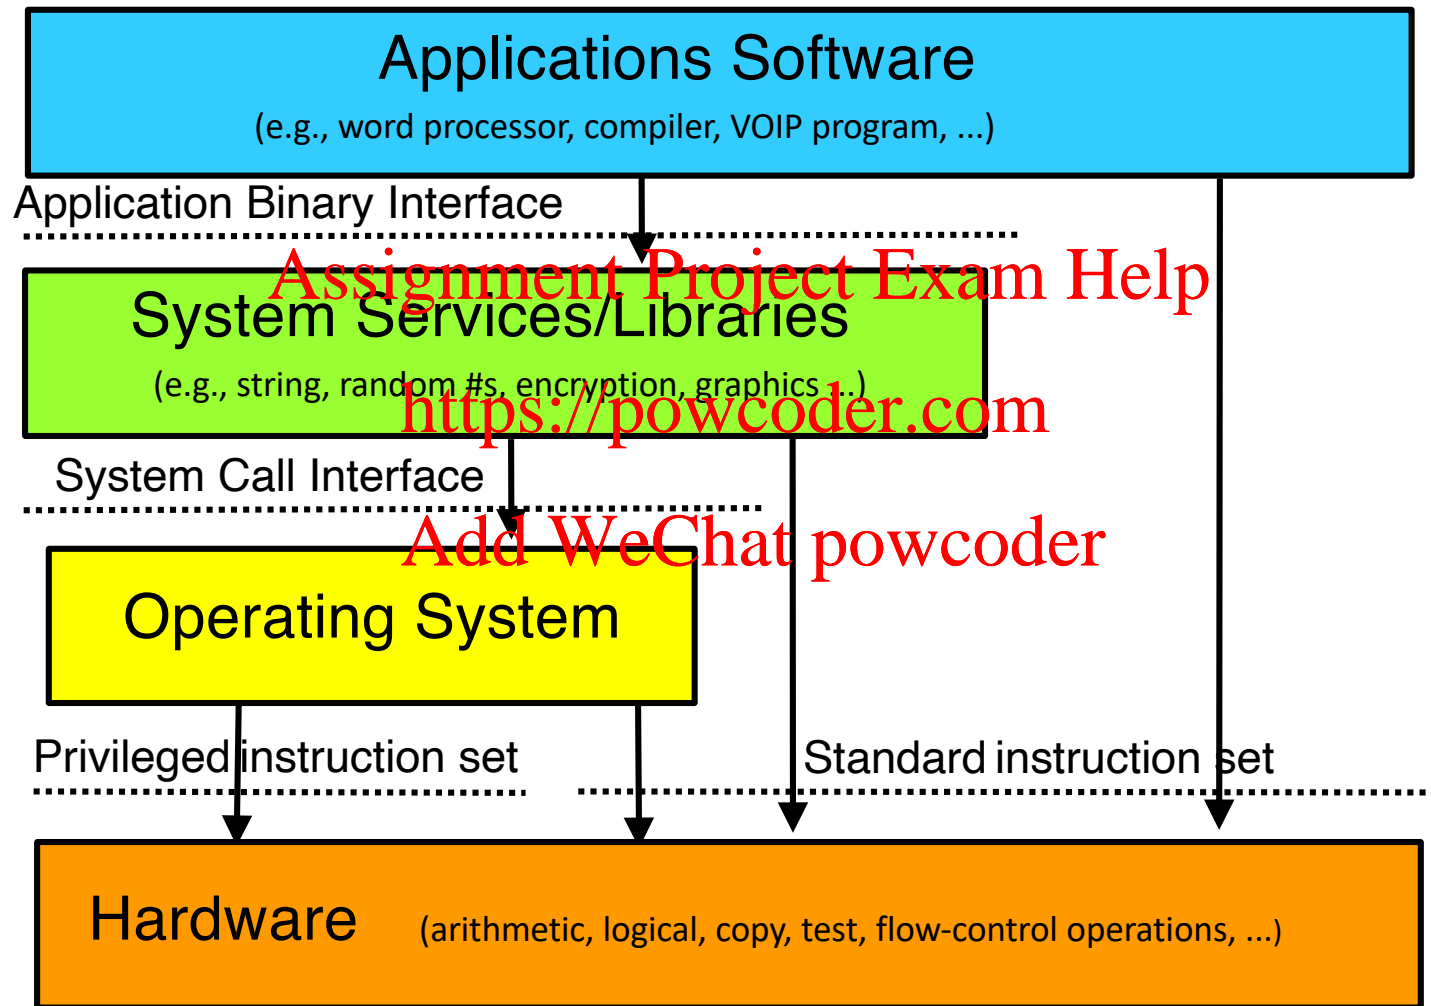 Applications Software
(e.g., word processor, compiler, VOIP program, ...)
Application Binary Interface
Assignment Project Exam Help
System Services/Libraries
(e.g., string, random #s, encryption, graphics ...)
https://powcoder.com
System Call Interface
Add WeChat powcoder
Operating System
Privileged instruction set
Standard instruction set
Hardware (arithmetic, logical, copy, test, flow-control operations, ...)